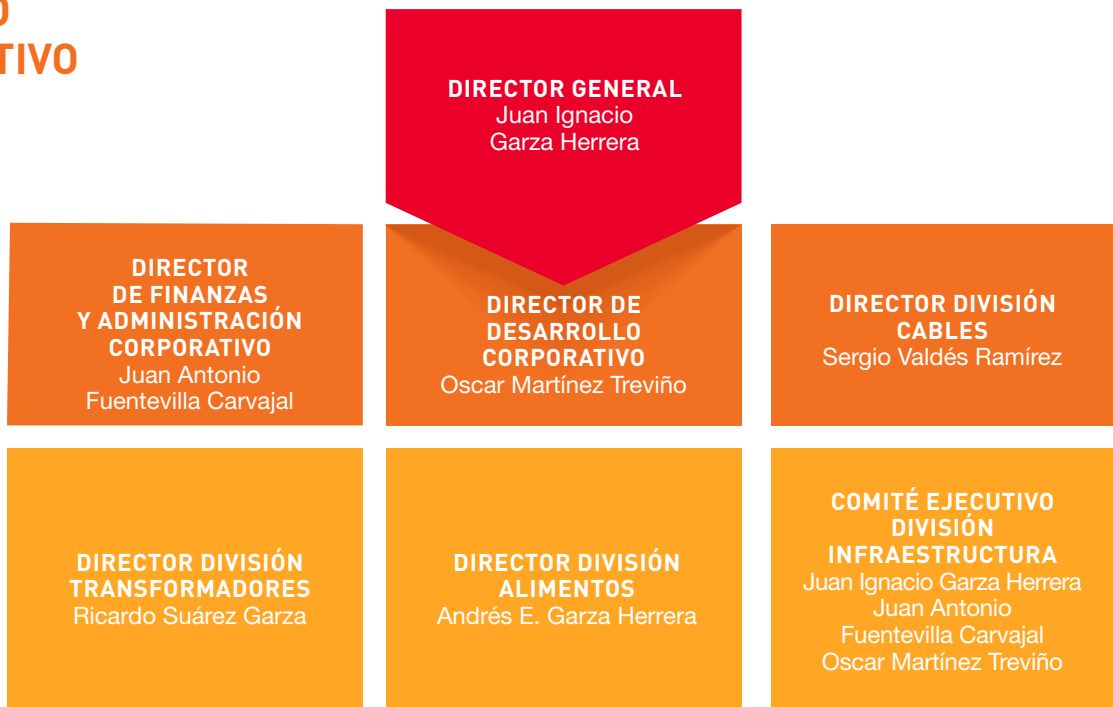 TIVO
DIRECTOR GENERAL
Juan Ignacio
Garza Herrera
DIRECTOR
DE FINANZAS
Y ADMINISTRACIÓN
CORPORATIVO
Juan Antonio
Fuentevilla Carvajal
DIRECTOR DE
DESARROLLO
CORPORATIVO
Oscar Martínez Treviño
DIRECTOR DIVISIÓN
CABLES
Sergio Valdés Ramírez
DIRECTOR DIVISIÓN
TRANSFORMADORES
Ricardo Suárez Garza
DIRECTOR DIVISIÓN
ALIMENTOS
Andrés E. Garza Herrera
COMITÉ EJECUTIVO
DIVISIÓN
INFRAESTRUCTURA
Juan Ignacio Garza Herrera
Juan Antonio
Fuentevilla Carvajal
Oscar Martínez Treviño